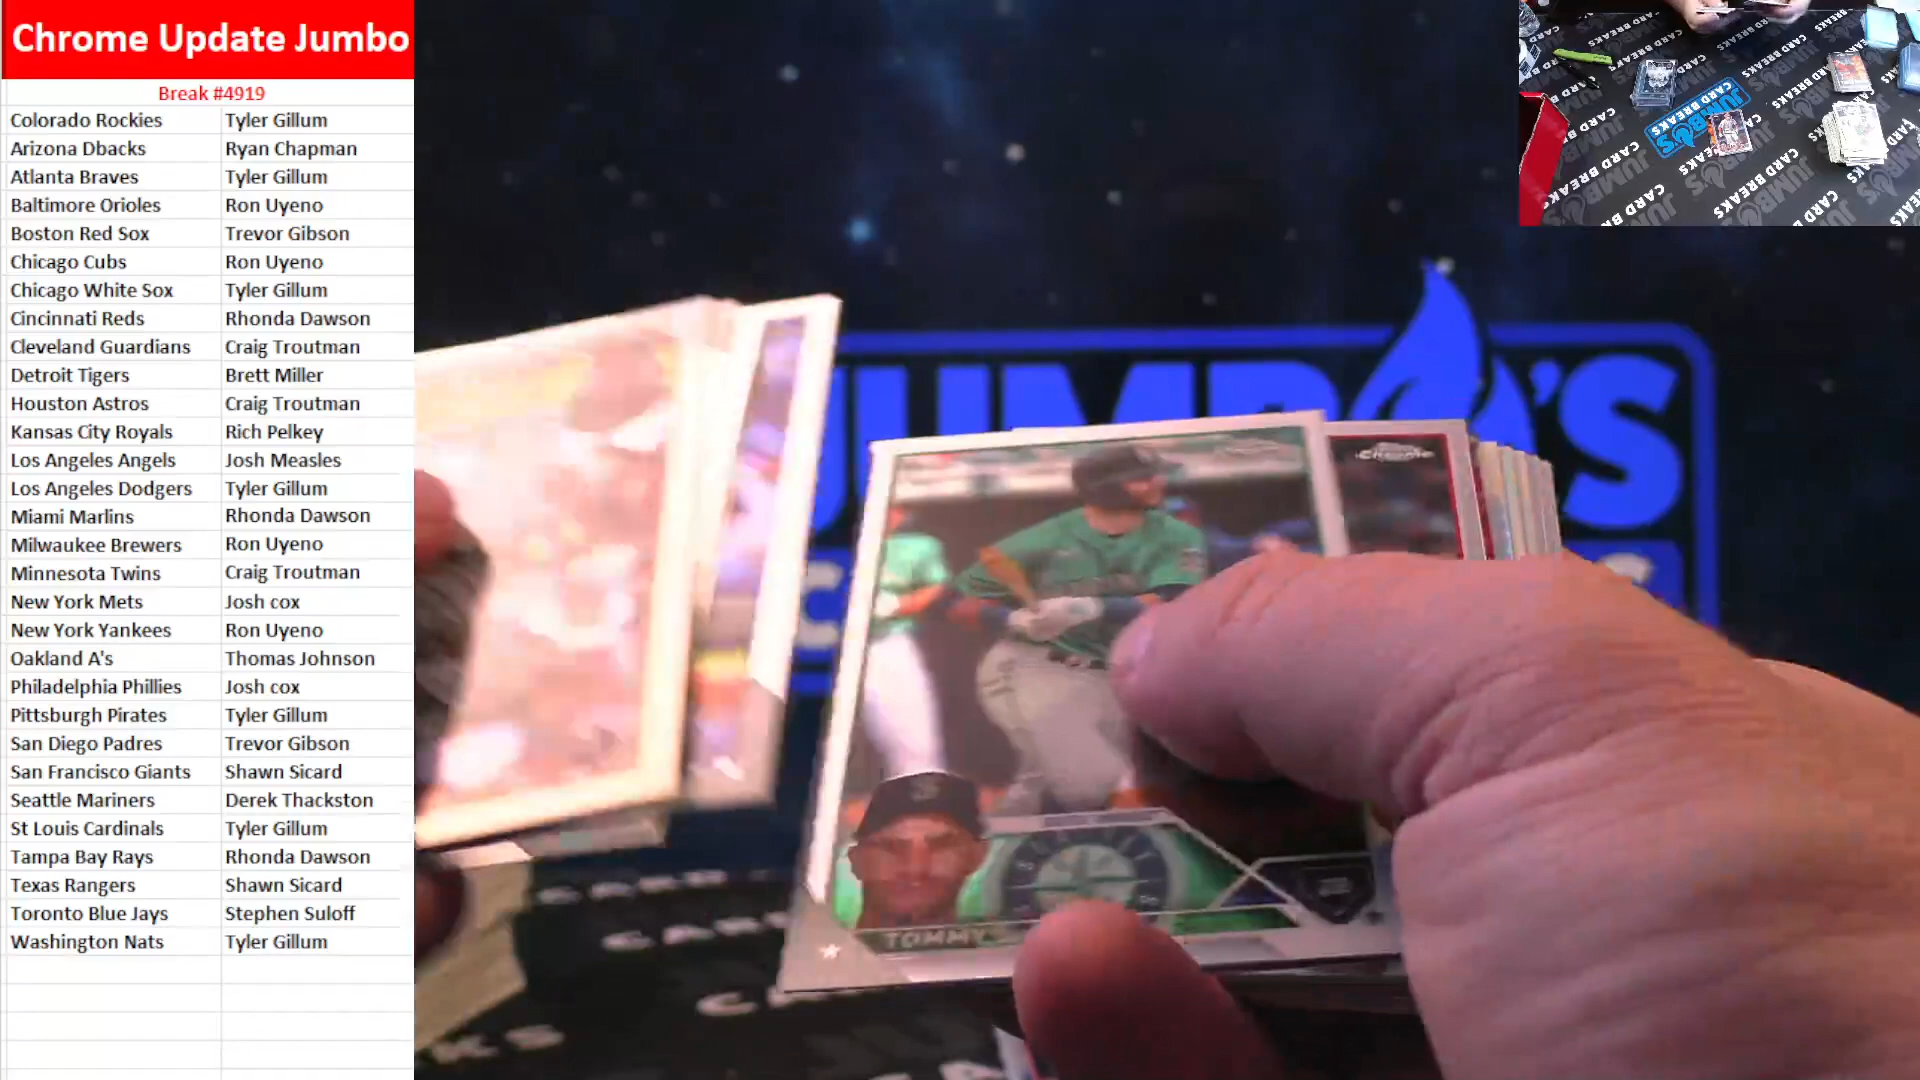 Chrome Update Jumbo
Break #4919
Colorado Rockies Tyler Gillum
Arizona Dbacks Ryan Chapman
Atlanta Braves Tyler Gillum
Baltimore Orioles Ron Uyeno
Boston Red Sox Trevor Gibson
Chicago Cubs Ron Uyeno
Chicago White Sox Tyler Gillum
Cincinnati Reds Rhonda Dawson
Cleveland Guardians Craig Troutman
Detroit Tigers Brett Miller
Houston Astros Craig Troutman
Kansas City Royals Rich Pelkey
Los Angeles Angels Josh Measles
Los Angeles Dodgers Tyler Gillum
Miami Marlins Rhonda Dawson
Milwaukee Brewers Ron Uyeno
Minnesota Twins Craig Troutman
New York Mets Josh cox
New York Yankees Ron Uyeno
Oakland A's Thomas Johnson
Philadelphia Phillies Josh cox
Pittsburgh Pirates Tyler Gillum
San Diego Padres Trevor Gibson
San Francisco Giants Shawn Sicard
Seattle Mariners Derek Thackston
St Louis Cardinals Tyler Gillum
Tampa Bay Rays Rhonda Dawson
Texas Rangers Shawn Sicard
Toronto Blue Jays Stephen Suloff
Washington Nats Tyler Gillum
JUMBO'S
CARD BREAKS
Chrome
TOMMY